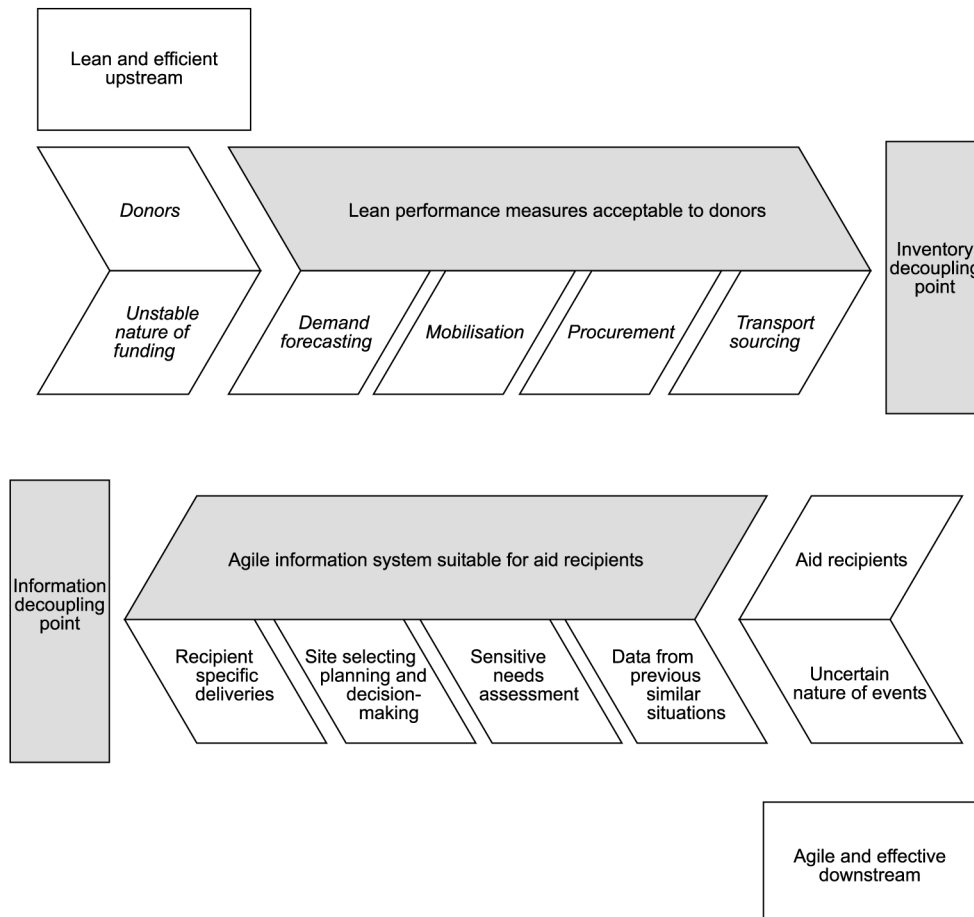 Lean and efficient
upstream
Donors
Lean performance measures acceptable to donors
Inventory
decoupling
point
Unstable
nature of
funding
Demand
forecasting
Mobilisation
Procurement
Transport
sourcing
Information
decoupling
point
Agile information system suitable for aid recipients
Aid recipients
Recipient
specific
deliveries
Site selecting
planning and
decision-
making
Sensitive
needs
assessment
Data from
previous
similar
situations
Uncertain
nature of events
Agile and effective
downstream